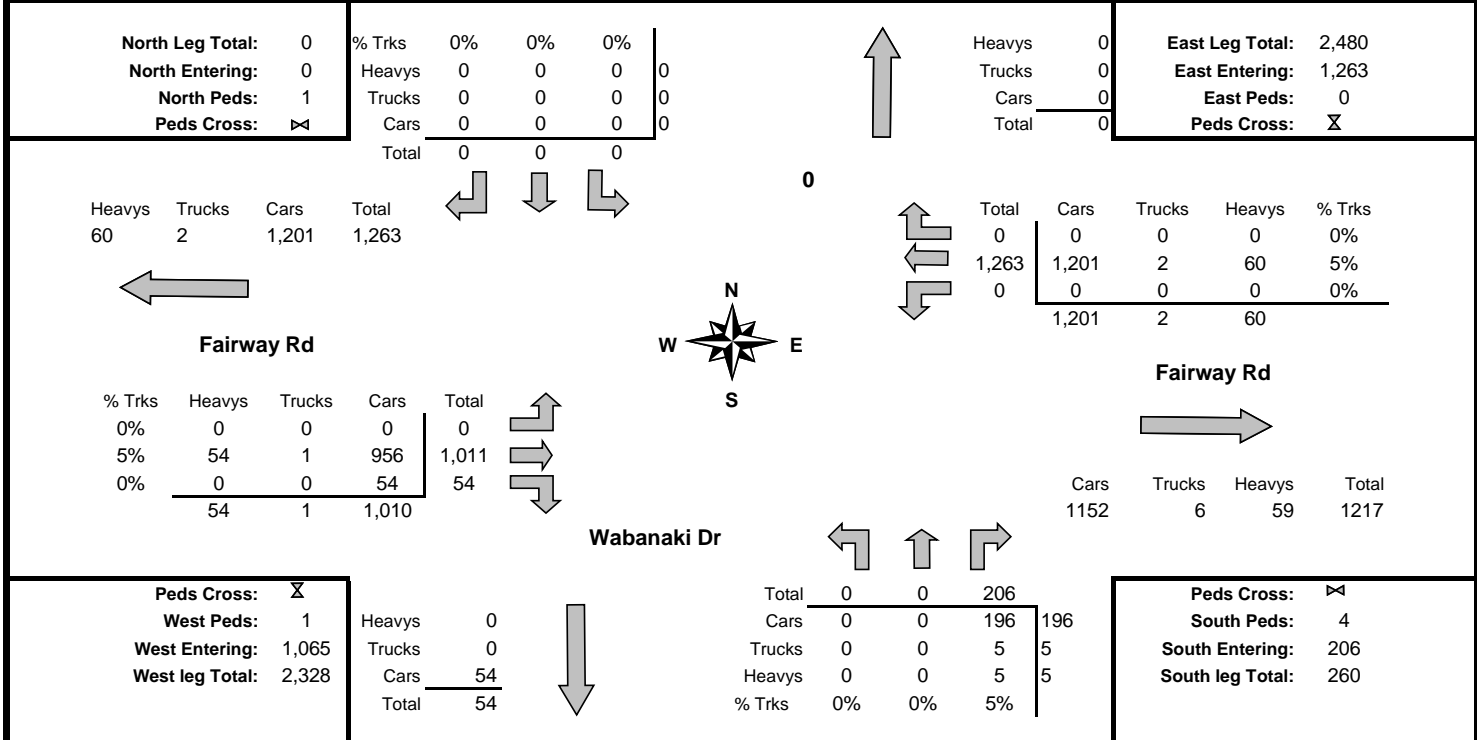 North Leg Total: 0
North Entering: 0
North Peds: 1
Peds Cross:
% Trks 0% 0% 0%
Heavys 0 0 0 0
Trucks 0 0 0 0
Cars 0 0 0 0
Total 0 0 0
Heavys 0
Trucks 0
Cars 0
Total 0
East Leg Total: 2,480
East Entering: 1,263
East Peds: 0
Peds Cross:
0
Heavys Trucks Cars Total
60 2 1,201 1,263
Total Cars Trucks Heavys % Trks
0 0 0 0 0%
1,263 1,201 2 60 5%
0 0 0 0 0%
1,201 2 60
N
W E
S
Fairway Rd
Fairway Rd
% Trks Heavys Trucks Cars Total
0% 0 0 0 0
5% 54 1 956 1,011
0% 0 0 54 54
54 1 1,010
Cars Trucks Heavys Total
1152 6 59 1217
Wabanaki Dr
Peds Cross:
West Peds: 1
West Entering: 1,065
West leg Total: 2,328
Heavys 0
Trucks 0
Cars 54
Total 54
Total 0 0 206
Cars 0 0 196 196
Trucks 0 0 5 5
Heavys 0 0 5 5
% Trks 0% 0% 5%
Peds Cross:
South Peds: 4
South Entering: 206
South leg Total: 260